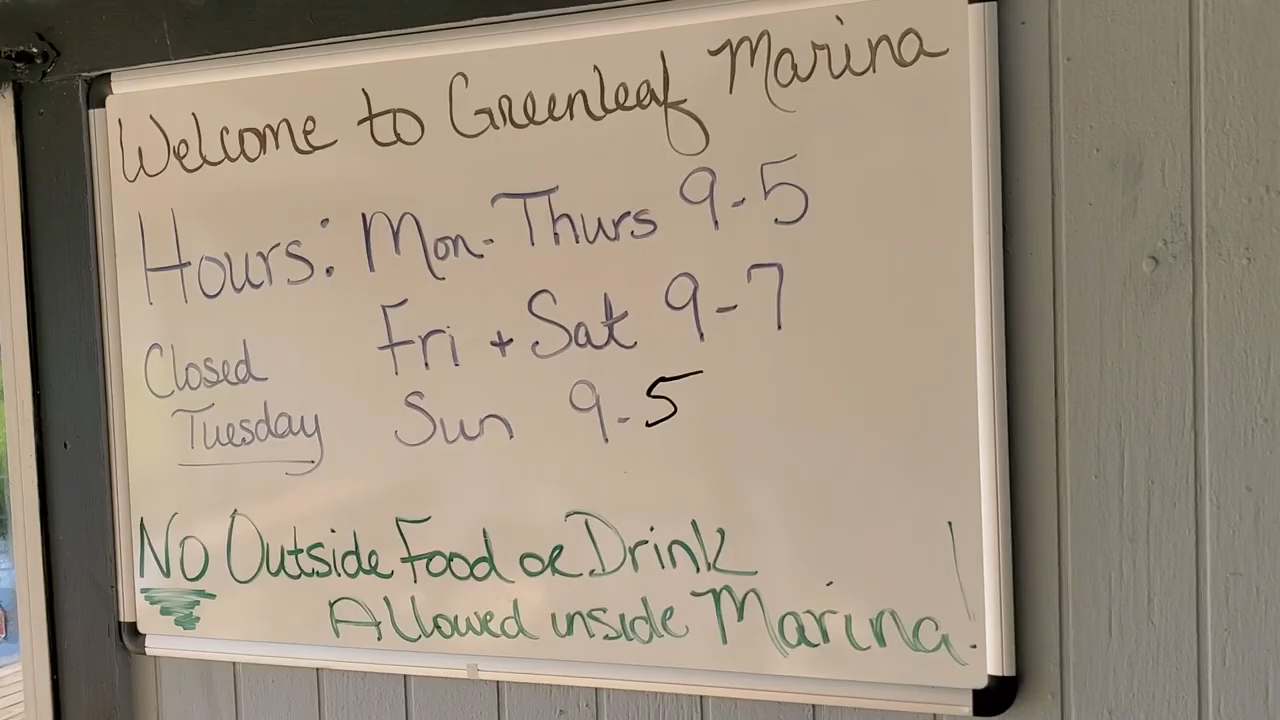 Welcome to Greenleaf Marina
Hours: Mon-Thurs 9-5
Fri + Sat 9-7
Closed
Tuesday
Sun 9-5
No Outside Food or Drink
Allowed inside Marina!